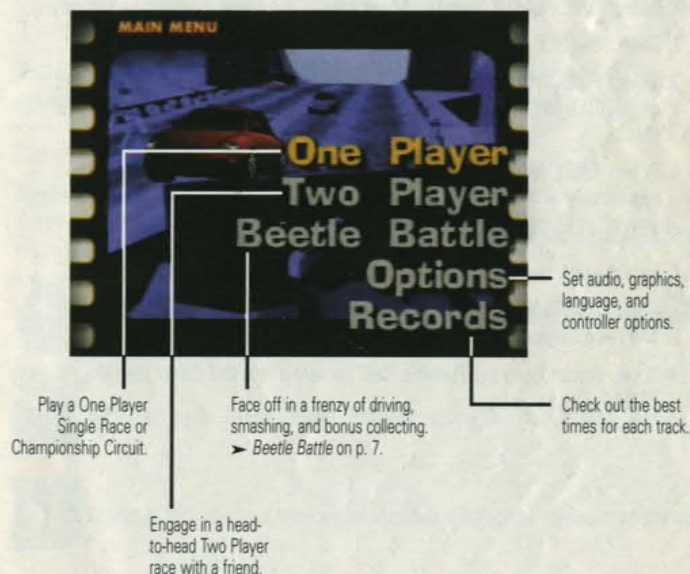 MAIN MENU
One Player
Two Player
Beetle Battle
Options
Records
Set audio, graphics,
language, and
controller options.
Play a One Player
Single Race or
Championship Circuit.
Face off in a frenzy of driving,
smashing, and bonus collecting.
➤ Beetle Battle on p. 7.
Check out the best
times for each track.
Engage in a head-
to-head Two Player
race with a friend.